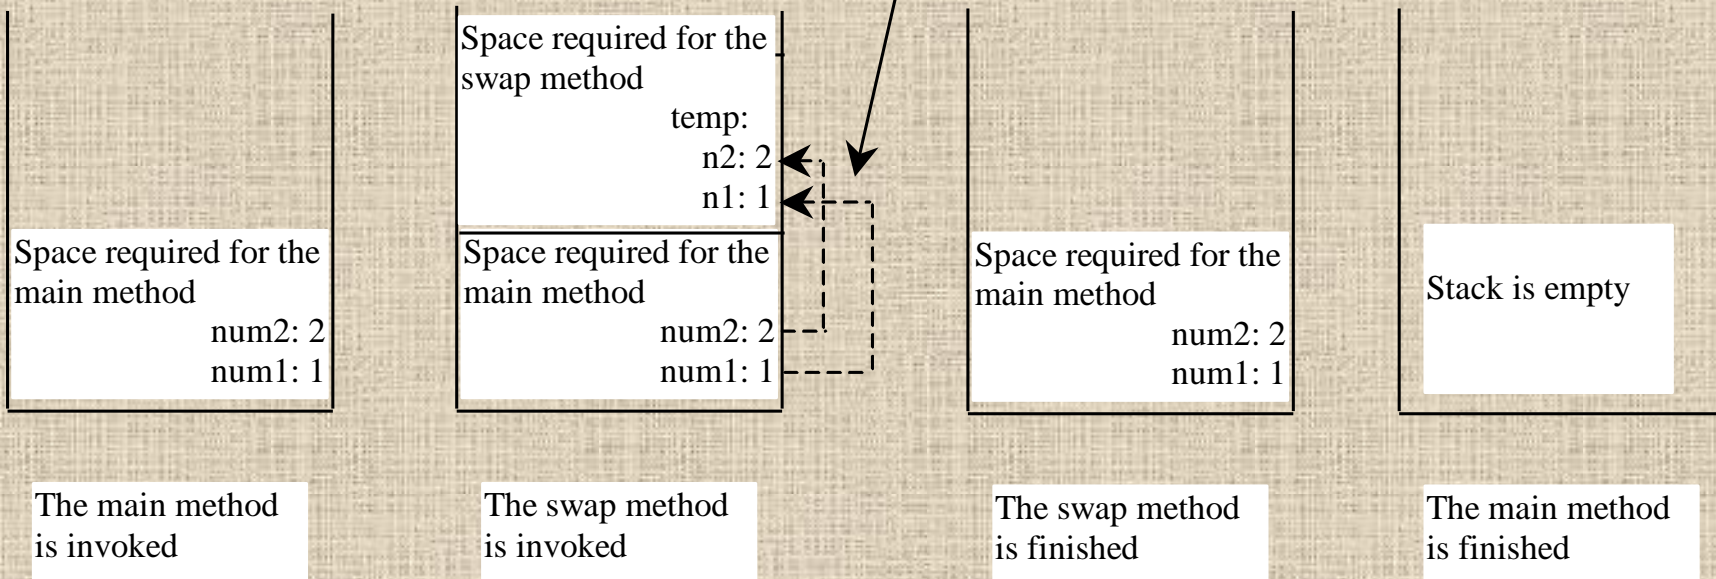 Space required for the
main method
num2: 2
num1: 1
The main method
is invoked
Space required for the
swap method
temp:
n2: 2
n1: 1
Space required for the
main method
num2: 2
num1: 1
The swap method
is invoked
Space required for the
main method
num2: 2
num1: 1
The swap method
is finished
Stack is empty
The main method
is finished